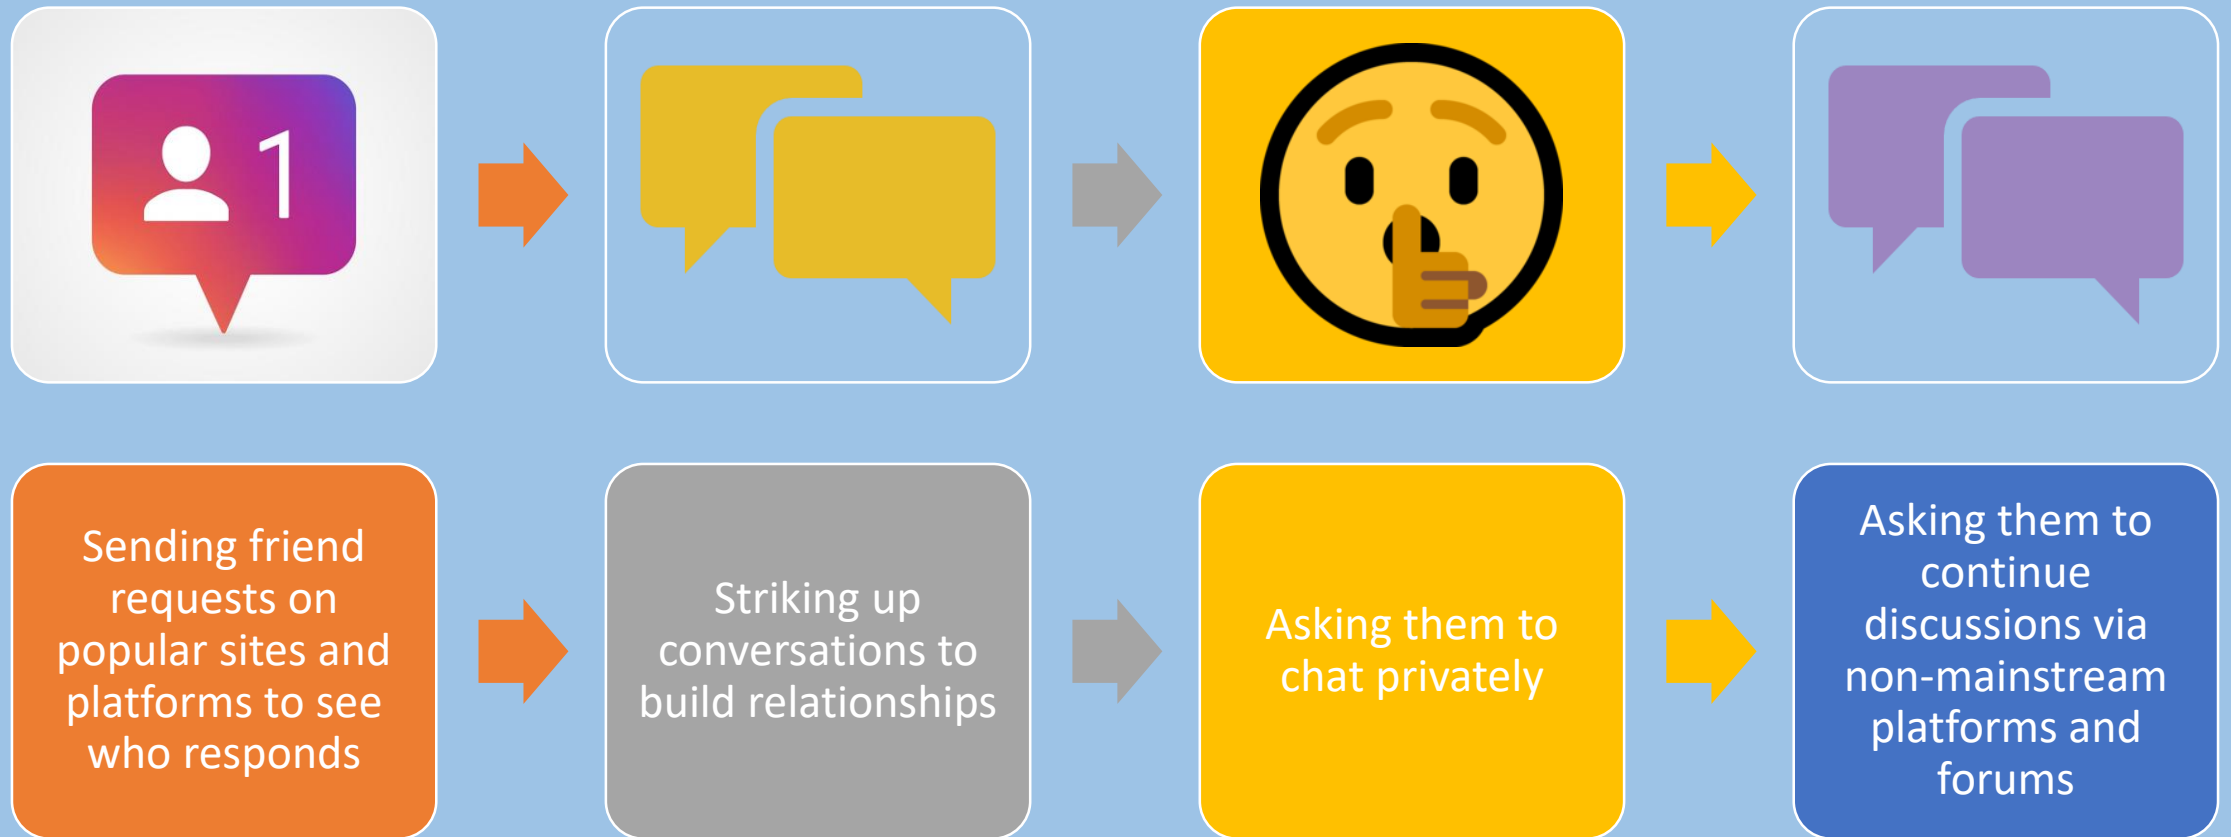 1
Sending friend
requests on
popular sites and
platforms to see
who responds
Striking up
conversations to
build relationships
Asking them to
chat privately
Asking them to
continue
discussions via
non-mainstream
platforms and
forums